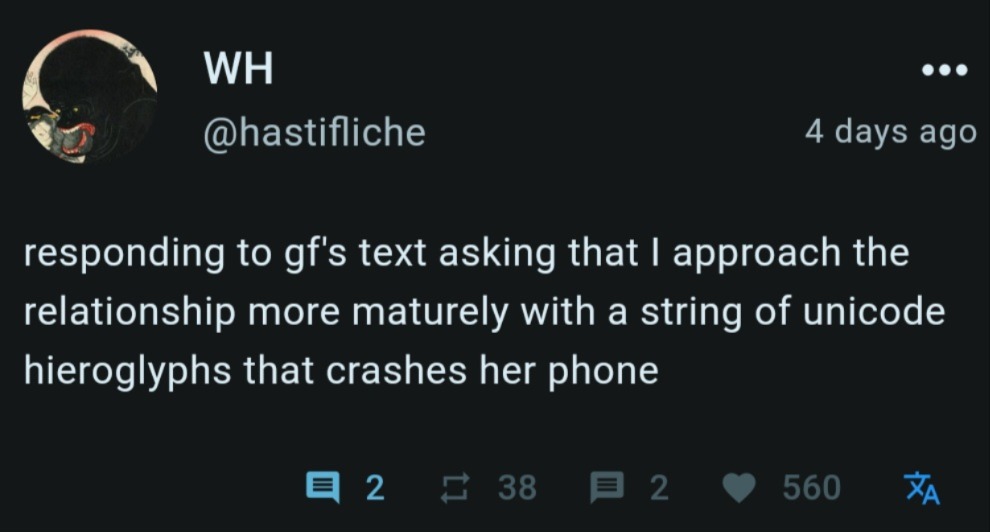 WH
@hastifliche
4 days ago
responding to gf's text asking that I approach the
relationship more maturely with a string of unicode
hieroglyphs that crashes her phone
2 38 2 560